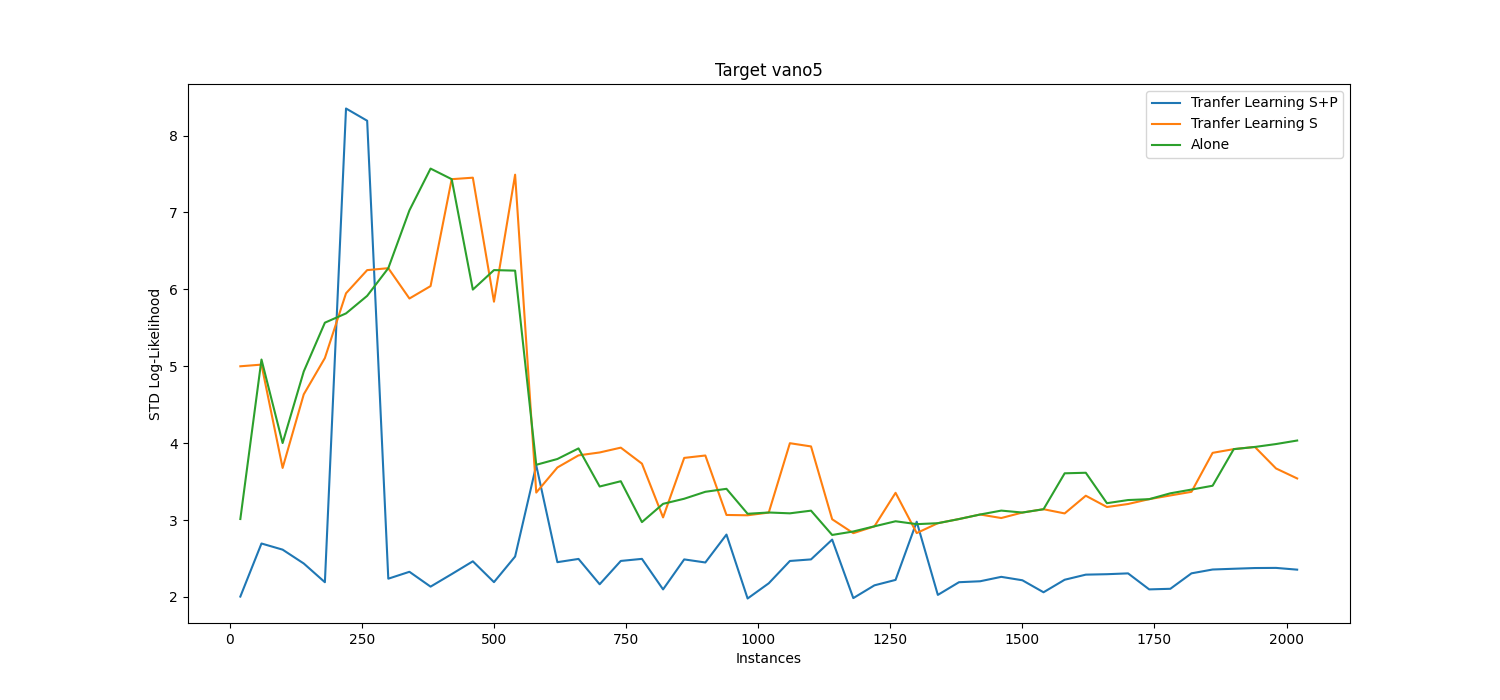 Target vano5
Tranfer Learning S+P
Tranfer Learning S
Alone
STD Log-Likelihood
8
7
6
5
4
3
2
0
250
500
750
1000
1250
1500
1750
2000
Instances